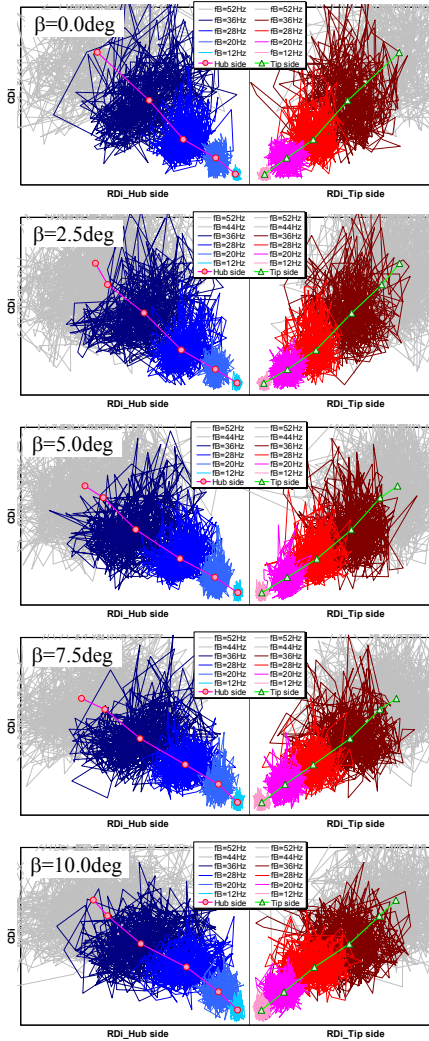 β=0.0deg
fB=52Hz fB=52Hz
fB=36Hz fB=36Hz
fB=28Hz fB=28Hz
fB=20Hz fB=20Hz
fB=12Hz fB=12Hz
Hub side Tip side
CDi
RDi_Hub side RDi_Tip side
β=2.5deg
fB=52Hz fB=52Hz
fB=44Hz fB=44Hz
fB=36Hz fB=36Hz
fB=28Hz fB=28Hz
fB=20Hz fB=20Hz
fB=12Hz fB=12Hz
Hub side Tip side
CDi
RDi_Hub side RDi_Tip side
β=5.0deg
fB=52Hz fB=52Hz
fB=44Hz fB=44Hz
fB=36Hz fB=36Hz
fB=28Hz fB=28Hz
fB=20Hz fB=20Hz
fB=12Hz fB=12Hz
Hub side Tip side
CDi
RDi_Hub side RDi_Tip side
β=7.5deg
fB=52Hz fB=52Hz
fB=44Hz fB=44Hz
fB=36Hz fB=36Hz
fB=28Hz fB=28Hz
fB=20Hz fB=20Hz
fB=12Hz fB=12Hz
Hub side Tip side
CDi
RDi_Hub side RDi_Tip side
β=10.0deg
fB=52Hz fB=52Hz
fB=44Hz fB=44Hz
fB=36Hz fB=36Hz
fB=28Hz fB=28Hz
fB=20Hz fB=20Hz
fB=12Hz fB=12Hz
Hub side Tip side
CDi
RDi_Hub side RDi_Tip side